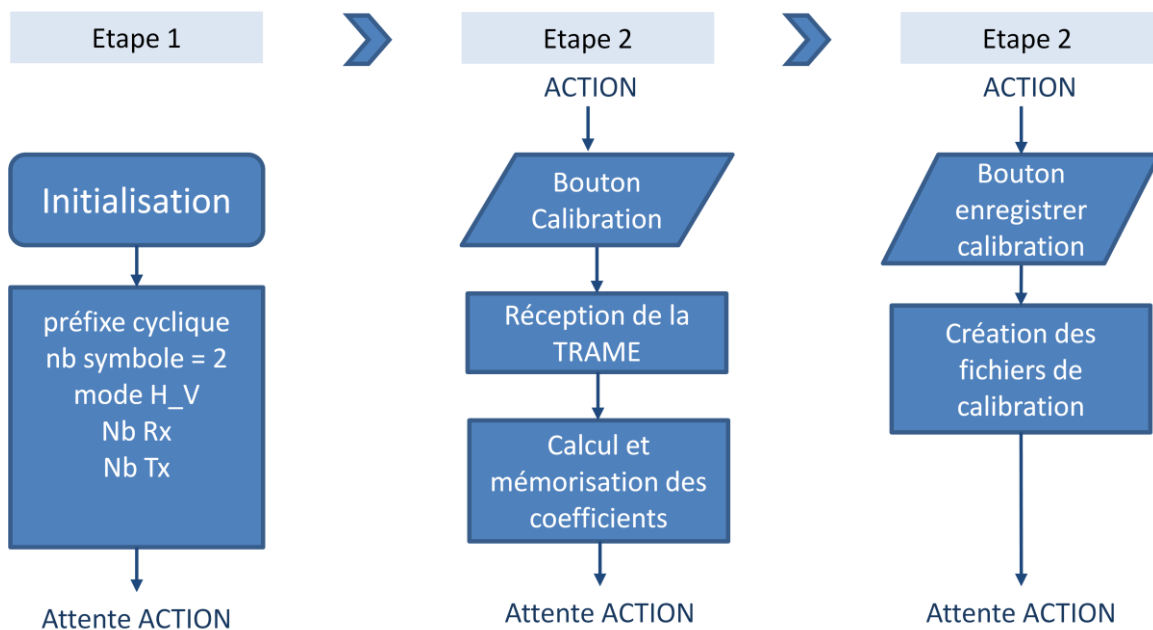 Etape 1
Initialisation
préfixe cyclique
nb symbole = 2
mode H_V
Nb Rx
Nb Tx
Attente ACTION
Etape 2
ACTION
Bouton
Calibration
Réception de la
TRAME
Calcul et
mémorisation des
coefficients
Attente ACTION
Etape 2
ACTION
Bouton
enregistrer
calibration
Création des
fichiers de
calibration
Attente ACTION